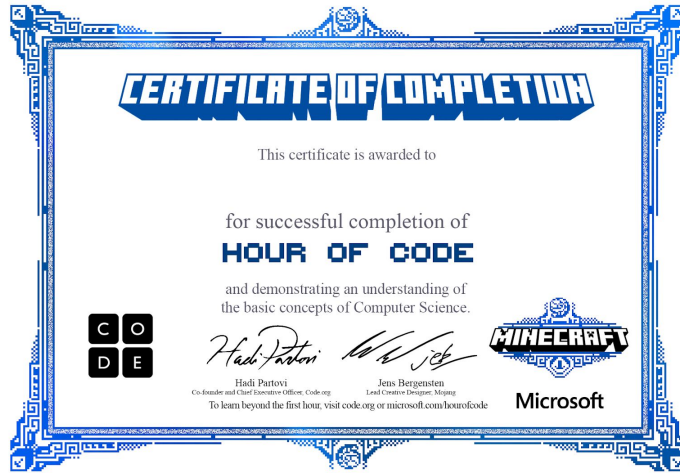 CERTIFICATE OF COMPLETION
This certificate is awarded to
for successful completion of
HOUR OF CODE
and demonstrating an understanding of
the basic concepts of Computer Science.
C O
D E
Hadi Partovi
jeb
MINECRAFT
Hadi Partovi
Jens Bergensten
Co-founder and Chief Executive Officer, Code.org
Lead Creative Designer, Mojang
To learn beyond the first hour, visit code.org or microsoft.com/hourofcode
Microsoft